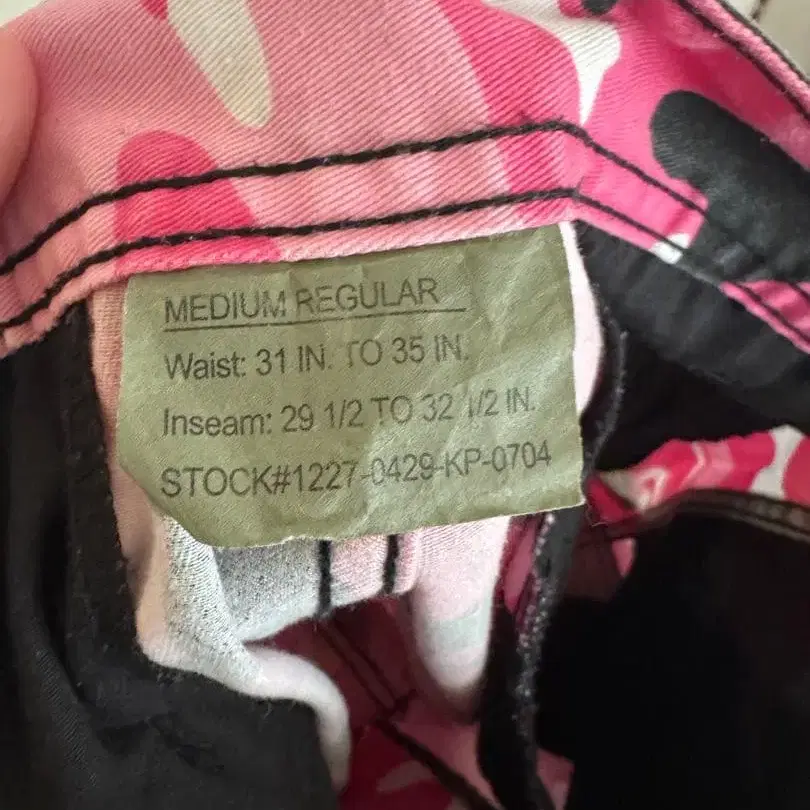 MEDIUM REGULAR
Waist: 31 IN. TO 35 IN.
Inseam: 29 1/2 TO 32 1/2 IN.
STOCK#1227-0429-KP-0704